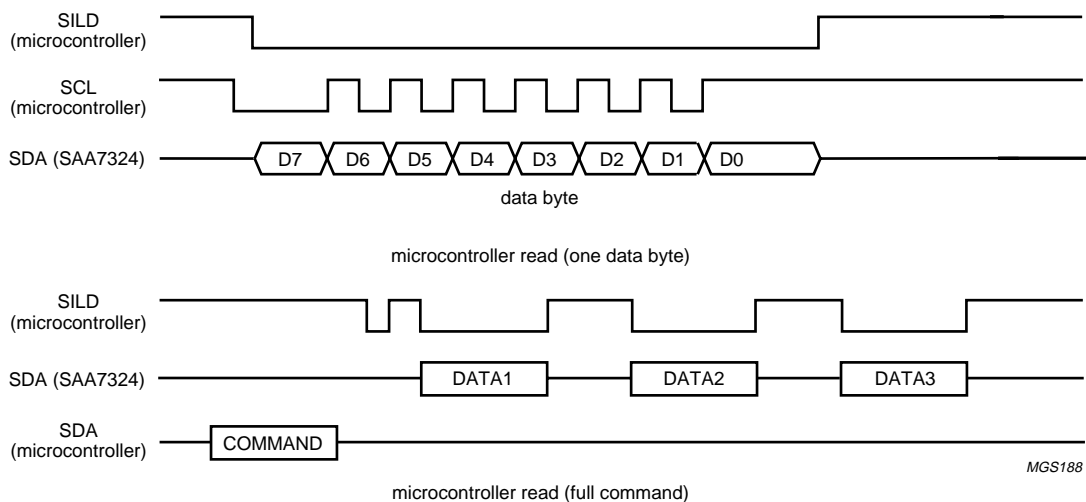 SILD
(microcontroller)
SCL
(microcontroller)
SDA (SAA7324)
D7 D6 D5 D4 D3 D2 D1 D0
data byte
microcontroller read (one data byte)
SILD
(microcontroller)
SDA (SAA7324)
DATA1 DATA2 DATA3
SDA
(microcontroller)
COMMAND
MGS188
microcontroller read (full command)